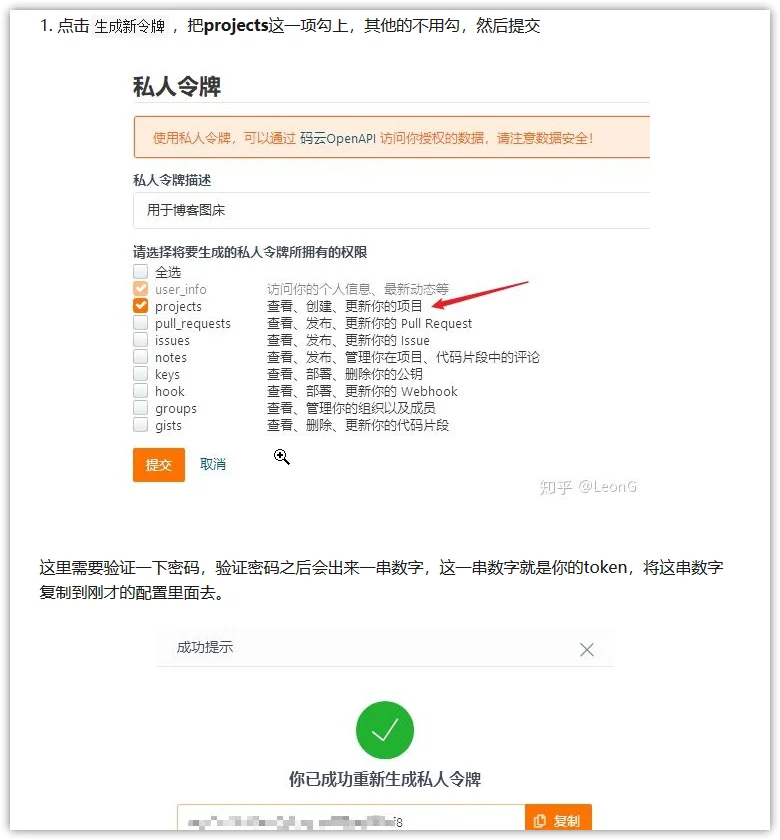 1. 点击 生成新令牌 ，把projects这一项勾上，其他的不用勾，然后提交
私人令牌
使用私人令牌，可以通过 码云OpenAPI 访问你授权的数据，请注意数据安全！
私人令牌描述
用于博客图床
请选择将要生成的私人令牌所拥有的权限
全选
user_info 访问你的个人信息、最新动态等
projects 查看、创建、更新你的项目
pull_requests 查看、发布、更新你的 Pull Request
issues 查看、发布、更新你的 Issue
notes 查看、发布、管理你在项目、代码片段中的评论
keys 查看、部署、删除你的公钥
hook 查看、部署、更新你的 Webhook
groups 查看、管理你的组织以及成员
gists 查看、删除、更新你的代码片段
提交 取消
知乎 @LeonG
这里需要验证一下密码，验证密码之后会出来一串数字，这一串数字就是你的token，将这串数字
复制到刚才的配置里面去。
成功提示
你已成功重新生成私人令牌
f8 复制